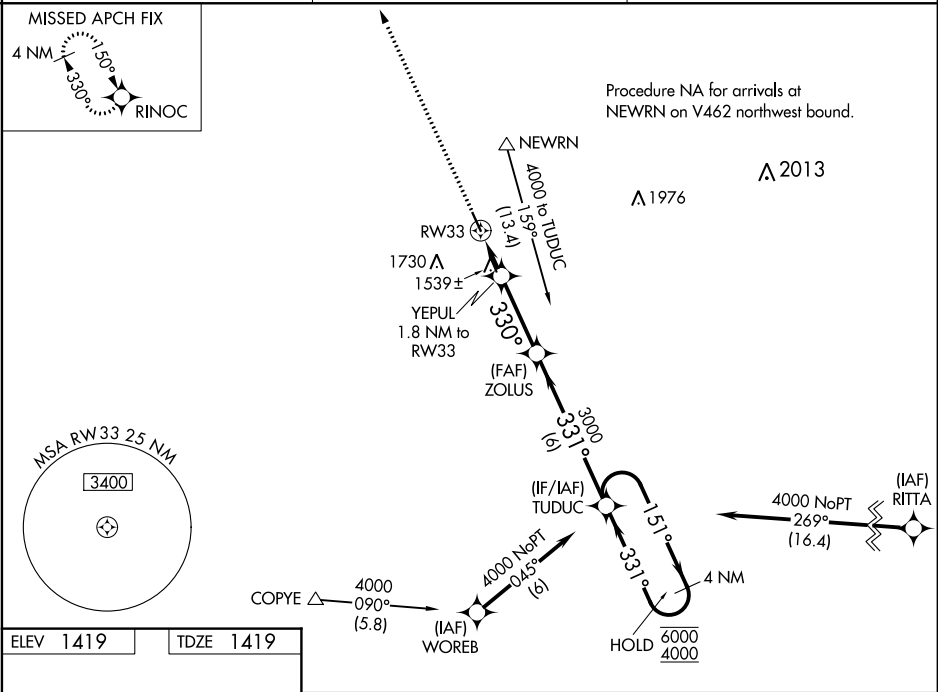 MISSED APCH FIX
4 NM
150°
330°
RINOC
Procedure NA for arrivals at
NEWRN on V462 northwest bound.
NEWRN
4000 to TUDUC
159°
(13.4)
2013
1976
RW33
1730
1539±
YEPUL
1.8 NM to
RW33
330°
(FAF)
ZOLUS
3000
331°
(6)
MSA RW33 25 NM
3400
(IF/IAF)
TUDUC
151°
331°
4 NM
HOLD
6000
4000
4000 NoPT
269°
(16.4)
(IAF)
RITTA
4000 NoPT
045°
(6)
COPYE
4000
090°
(5.8)
(IAF)
WOREB
ELEV 1419
TDZE 1419